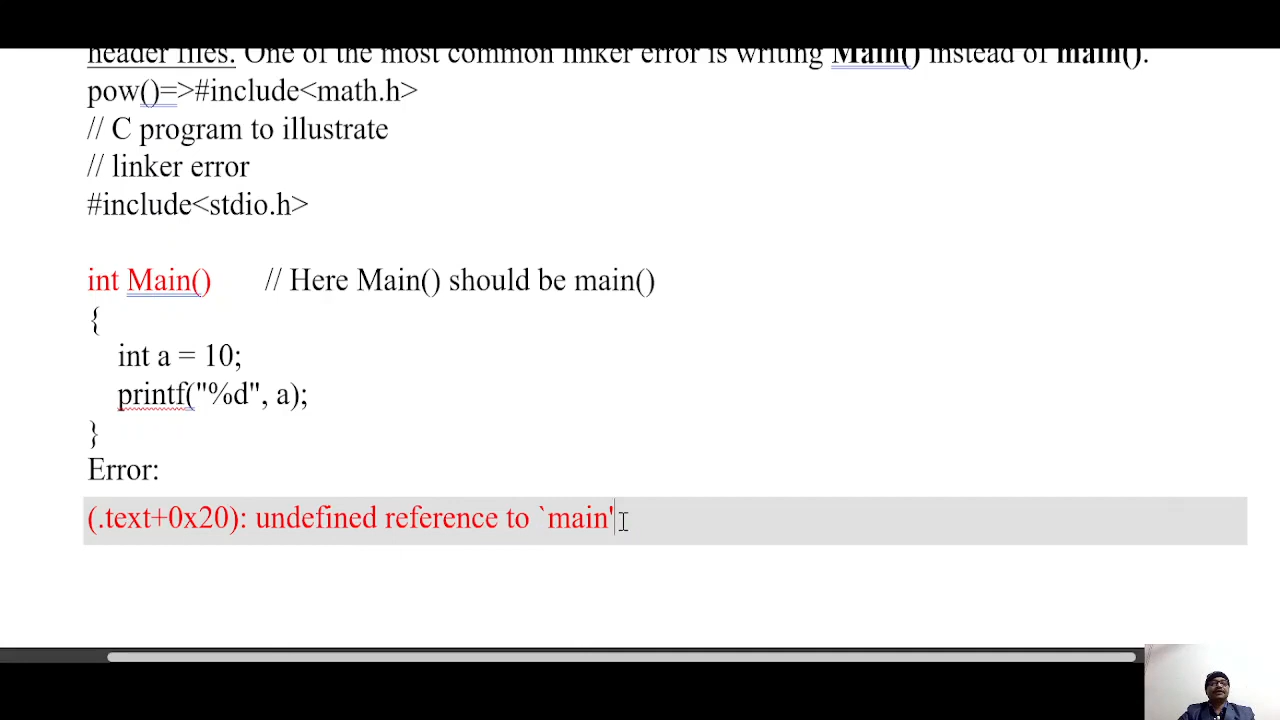 header files. One of the most common linker error is writing Main() instead of main().
pow()=>#include<math.h>
// C program to illustrate
// linker error
#include<stdio.h>
int Main() // Here Main() should be main()
{
int a = 10;
printf("%d", a);
}
Error:
(.text+0x20): undefined reference to `main'